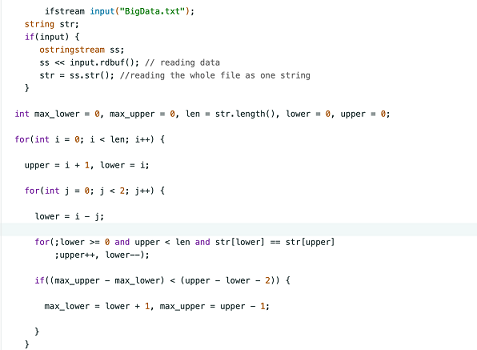 ifstream input("BigData.txt");
string str;
if(input) {
ostringstream ss;
ss << input.rdbuf(); // reading data
str = ss.str(); //reading the whole file as one string
}
int max_lower = 0, max_upper = 0, len = str.length(), lower = 0, upper = 0;
for(int i = 0; i < len; i++) {
upper = i + 1, lower = i;
for(int j = 0; j < 2; j++) {
lower = i - j;
for(;lower >= 0 and upper < len and str[lower] == str[upper]
;upper++, lower--);
if((max_upper - max_lower) < (upper - lower - 2)) {
max_lower = lower + 1, max_upper = upper - 1;
}
}